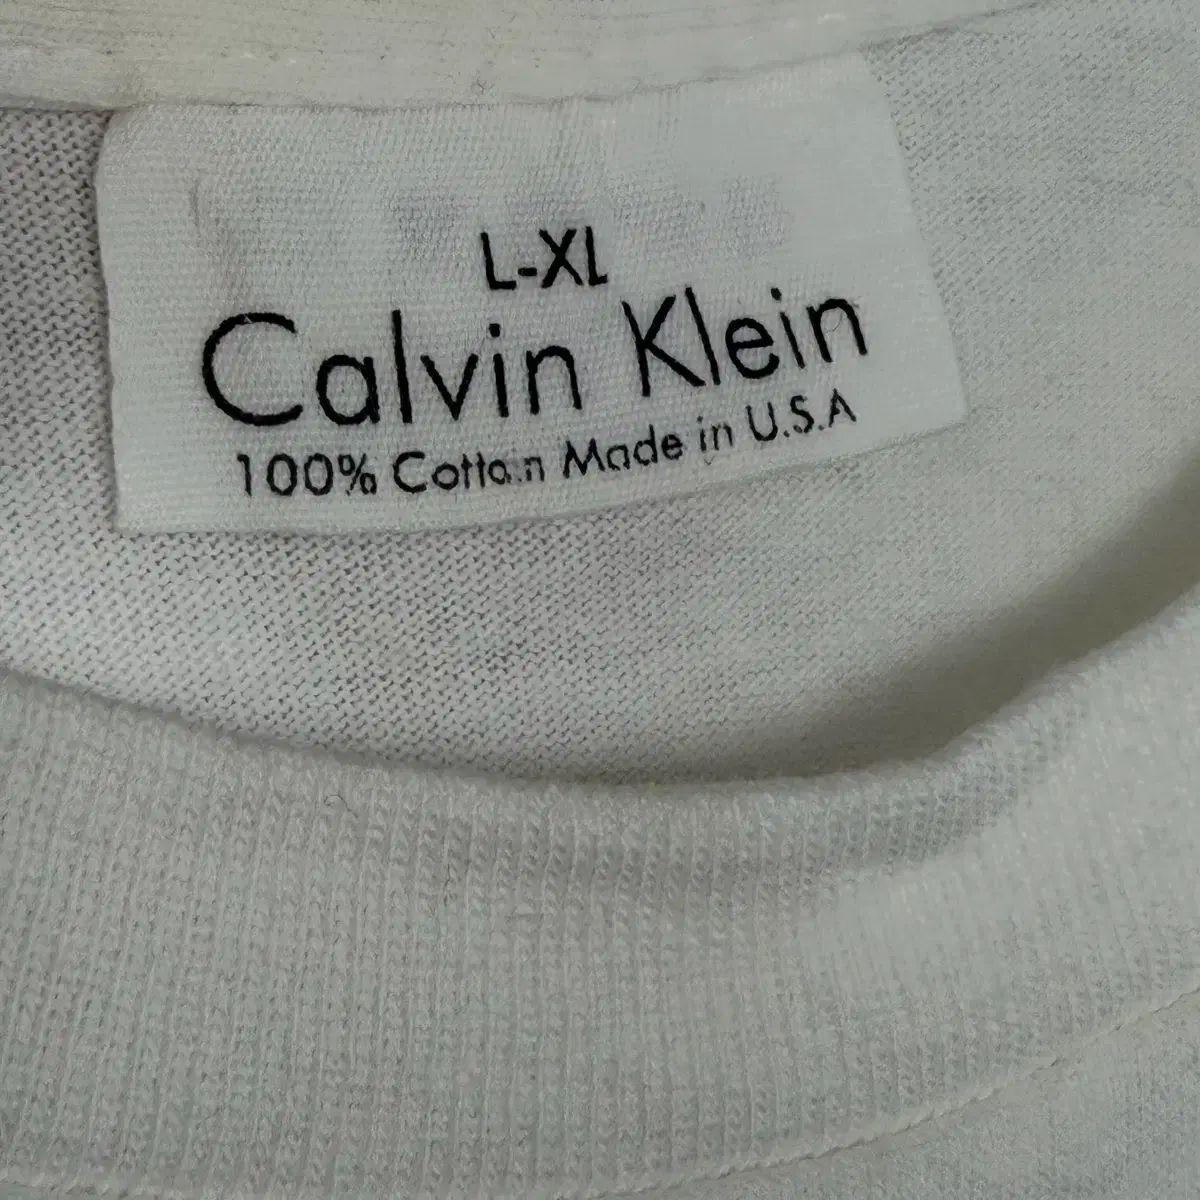 L-XL
Calvin Klein
100% Cotton Made in U.S.A